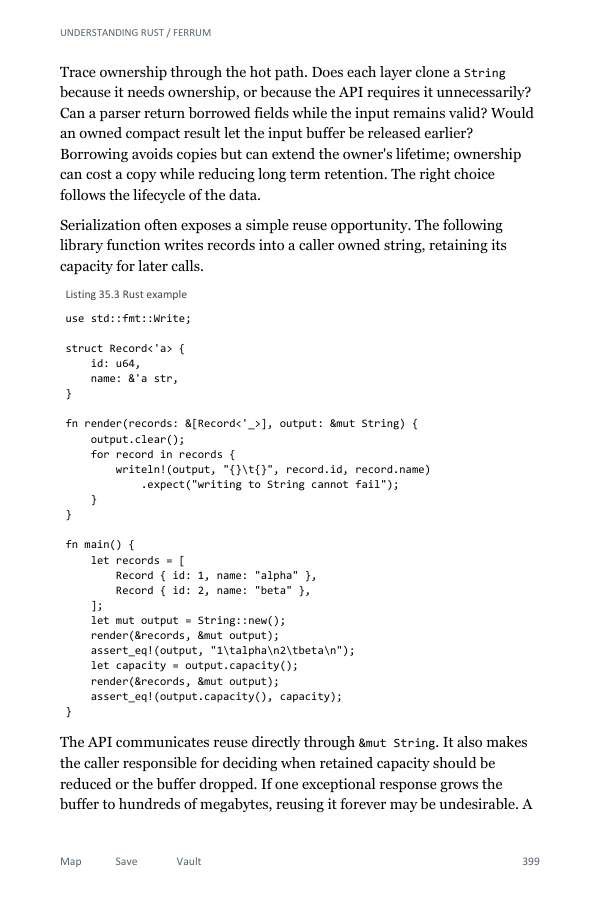 UNDERSTANDING RUST / FERRUM
Trace ownership through the hot path. Does each layer clone a String
because it needs ownership, or because the API requires it unnecessarily?
Can a parser return borrowed fields while the input remains valid? Would
an owned compact result let the input buffer be released earlier?
Borrowing avoids copies but can extend the owner's lifetime; ownership
can cost a copy while reducing long term retention. The right choice
follows the lifecycle of the data.
Serialization often exposes a simple reuse opportunity. The following
library function writes records into a caller owned string, retaining its
capacity for later calls.
Listing 35.3 Rust example
use std::fmt::Write;
struct Record<'a> {
    id: u64,
    name: &'a str,
}
fn render(records: &[Record<'_>], output: &mut String) {
    output.clear();
    for record in records {
        writeln!(output, "{}\t{}", record.id, record.name)
            .expect("writing to String cannot fail");
    }
}
fn main() {
    let records = [
        Record { id: 1, name: "alpha" },
        Record { id: 2, name: "beta" },
    ];
    let mut output = String::new();
    render(&records, &mut output);
    assert_eq!(output, "1\talpha\n2\tbeta\n");
    let capacity = output.capacity();
    render(&records, &mut output);
    assert_eq!(output.capacity(), capacity);
}
The API communicates reuse directly through &mut String. It also makes
the caller responsible for deciding when retained capacity should be
reduced or the buffer dropped. If one exceptional response grows the
buffer to hundreds of megabytes, reusing it forever may be undesirable. A
Map Save Vault 399